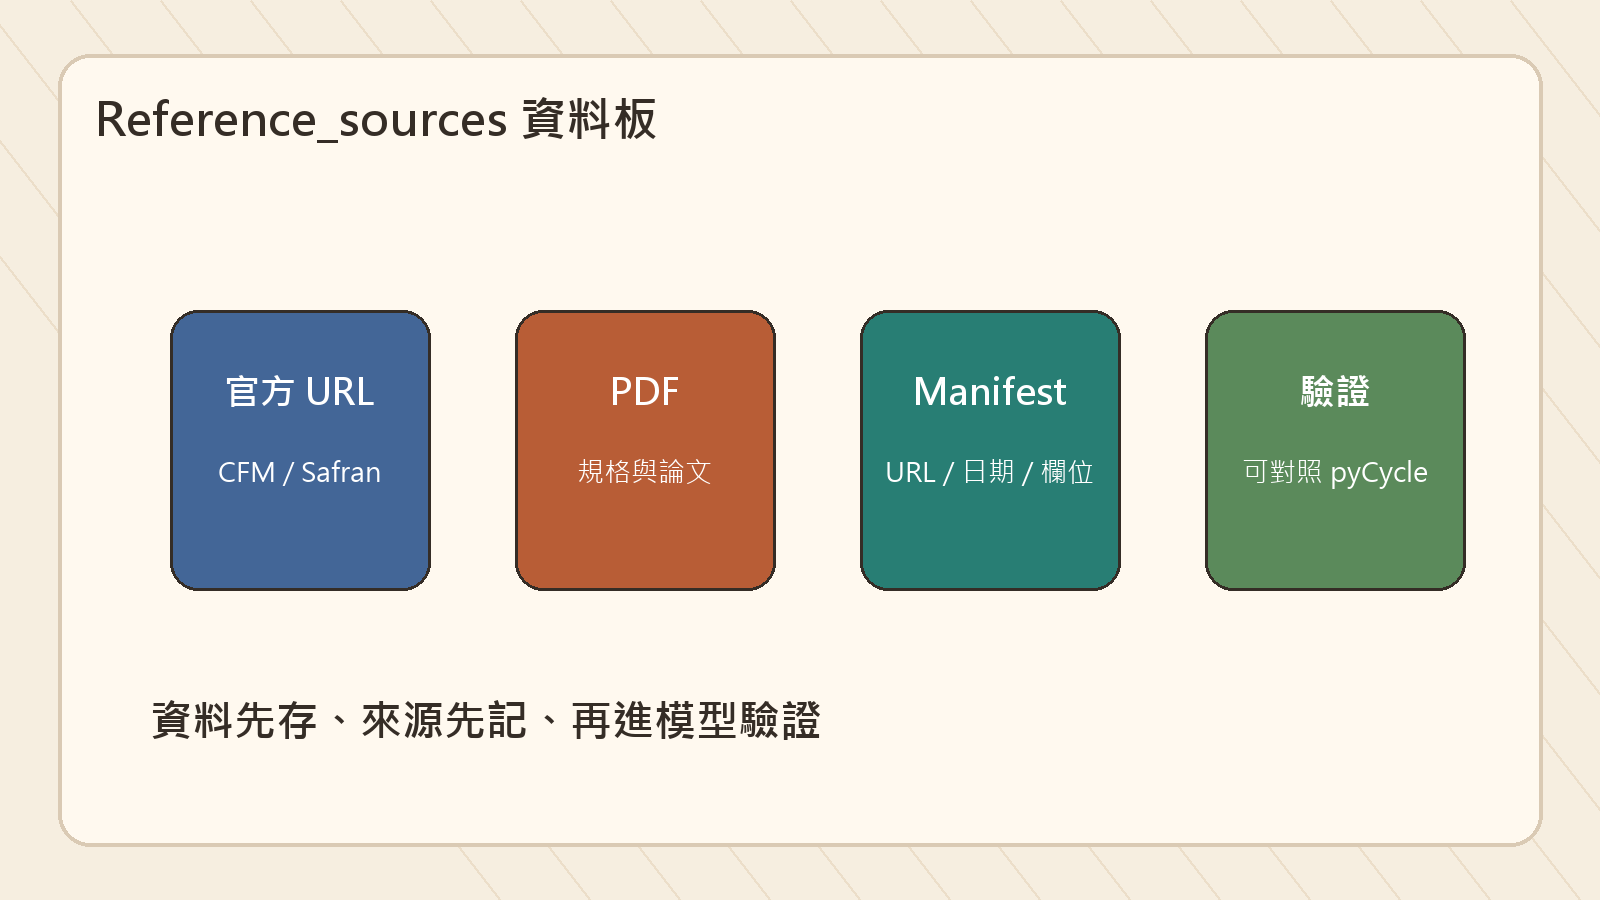 Reference_sources 資料板
官方 URL
CFM / Safran
PDF
規格與論文
Manifest
URL / 日期 / 欄位
驗證
可對照 pyCycle
資料先存、來源先記、再進模型驗證